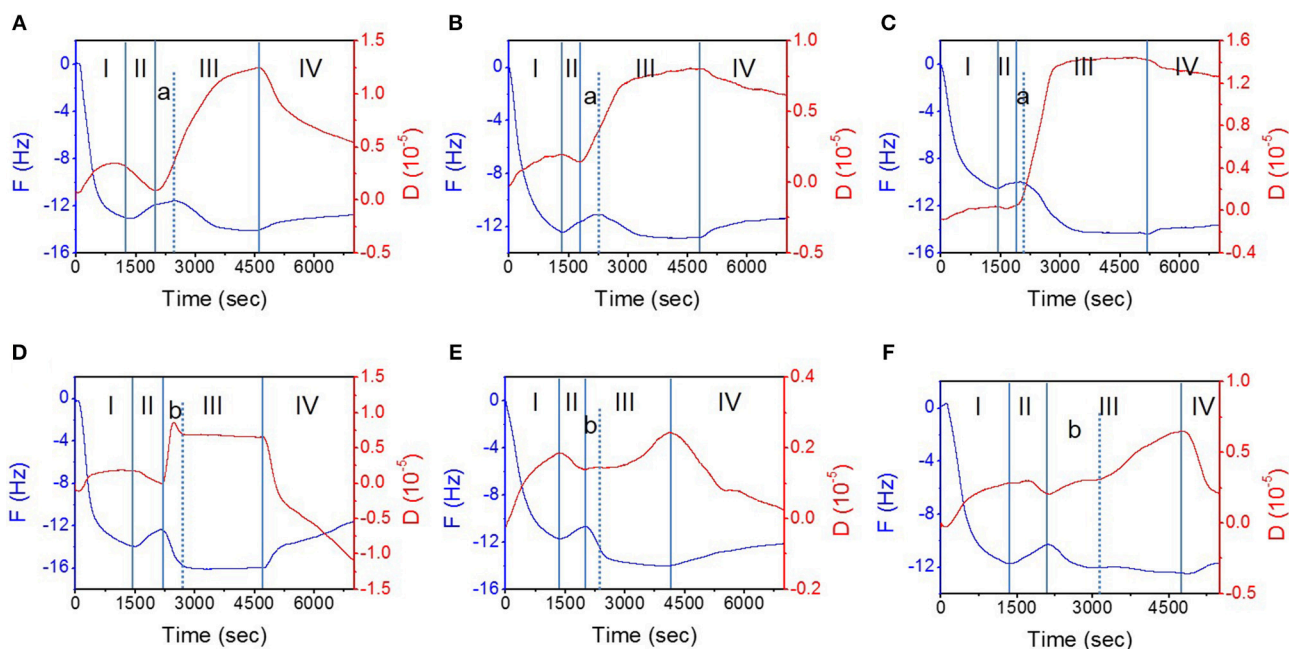 A
I II III IV
a
F (Hz)
0
-4
-8
-12
-16
D (10⁻⁵)
1.5
1.0
0.5
0.0
-0.5
0 1500 3000 4500 6000
Time (sec)
B
I II III IV
a
F (Hz)
0
-4
-8
-12
D (10⁻⁵)
1.0
0.5
0.0
-0.5
0 1500 3000 4500 6000
Time (sec)
C
I II III IV
a
F (Hz)
0
-4
-8
-12
-16
D (10⁻⁵)
1.6
1.2
0.8
0.4
0.0
-0.4
0 1500 3000 4500 6000
Time (sec)
D
I II III IV
b
F (Hz)
0
-4
-8
-12
-16
D (10⁻⁵)
1.5
1.0
0.5
0.0
-0.5
-1.0
-1.5
0 1500 3000 4500 6000
Time (sec)
E
I II III IV
b
F (Hz)
0
-4
-8
-12
-16
D (10⁻⁵)
0.4
0.2
0.0
-0.2
0 1500 3000 4500 6000
Time (sec)
F
I II III IV
b
F (Hz)
0
-3
-6
-9
-12
D (10⁻⁵)
1.0
0.5
0.0
-0.5
0 1500 3000 4500
Time (sec)